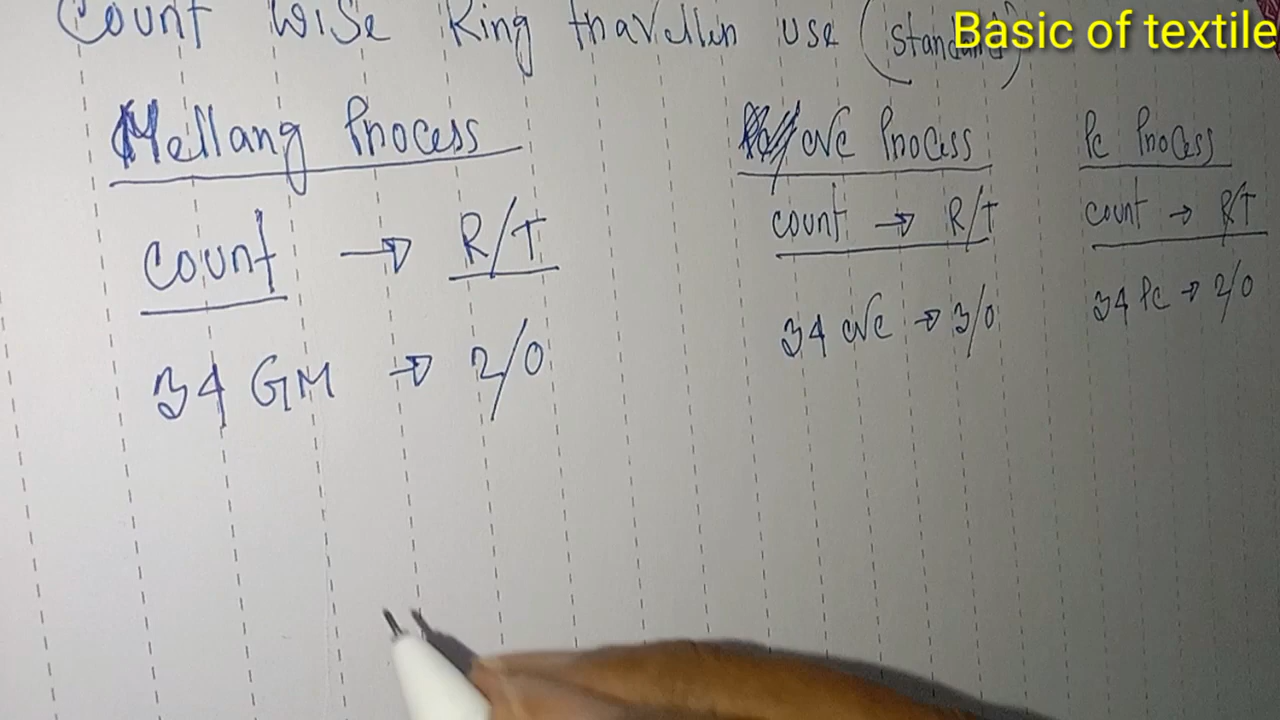 Count wise Ring traveller use (Standard)
Basic of textile
Mellang Process
Count → R/T
34 GM → 2/0
CVC Process
Count → R/T
34 CVC → 3/0
Pc Process
Count → R/T
34 Pc → 2/0